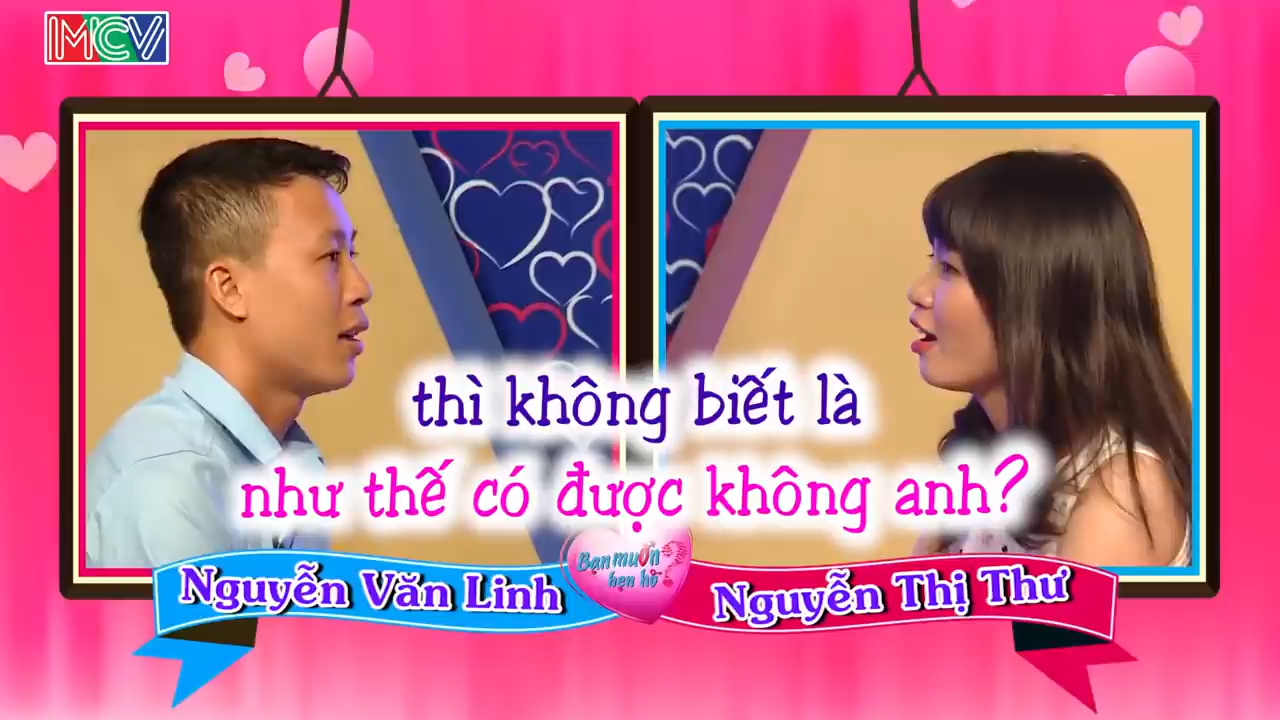 MCV
thì không biết là
như thế có được không anh?
Bạn muốn
hẹn hò
Nguyễn Văn Linh
Nguyễn Thị Thư